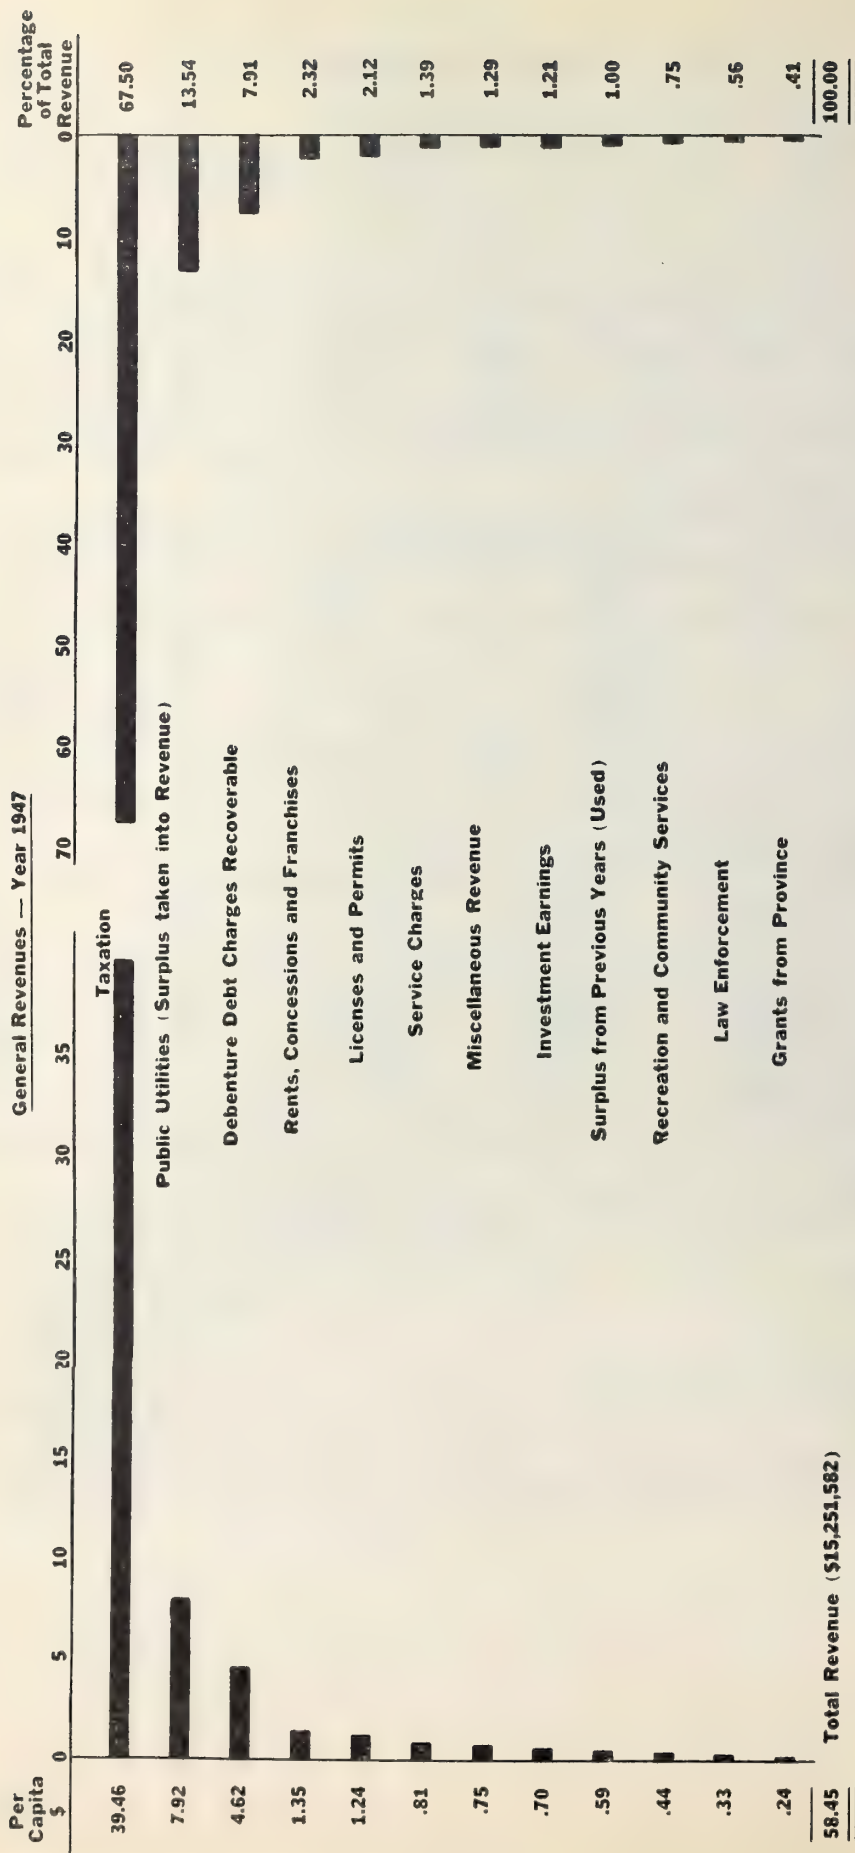 General Revenues — Year 1947
Per
Capita
$
Percentage
of Total
Revenue
0 5 10 15 20 25 30 35
70 60 50 40 30 20 10 0
39.46 Taxation 67.50
7.92 Public Utilities (Surplus taken into Revenue) 13.54
4.62 Debenture Debt Charges Recoverable 7.91
1.35 Rents, Concessions and Franchises 2.32
1.24 Licenses and Permits 2.12
.81 Service Charges 1.39
.75 Miscellaneous Revenue 1.29
.70 Investment Earnings 1.21
.59 Surplus from Previous Years (Used) 1.00
.44 Recreation and Community Services .75
.33 Law Enforcement .56
.24 Grants from Province .41
58.45 Total Revenue ($15,251,582) 100.00